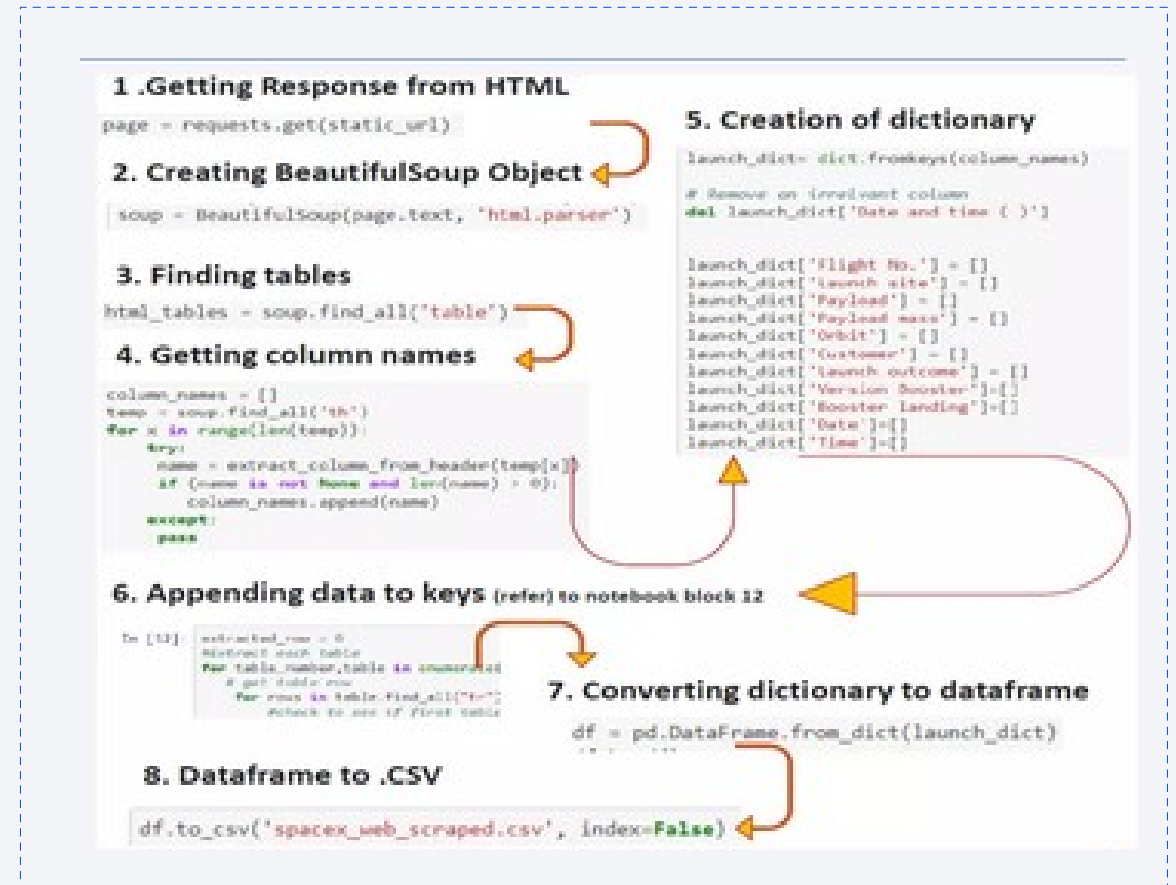 1 .Getting Response from HTML
page = requests.get(static_url)
2. Creating BeautifulSoup Object
soup = BeautifulSoup(page.text, 'html.parser')
3. Finding tables
html_tables = soup.find_all('table')
4. Getting column names
column_names = []
temp = soup.find_all('th')
for x in range(len(temp)):
try:
name = extract_column_from_header(temp[x])
if (name is not None and len(name) > 0):
column_names.append(name)
except:
pass
5. Creation of dictionary
launch_dict= dict.fromkeys(column_names)
# Remove an irrelvant column
del launch_dict['Date and time ( )']
launch_dict['Flight No.'] = []
launch_dict['Launch site'] = []
launch_dict['Payload'] = []
launch_dict['Payload mass'] = []
launch_dict['Orbit'] = []
launch_dict['Customer'] = []
launch_dict['Launch outcome'] = []
launch_dict['Version Booster']=[]
launch_dict['Booster landing']=[]
launch_dict['Date']=[]
launch_dict['Time']=[]
6. Appending data to keys (refer) to notebook block 12
In [12]: extracted_row = 0
#Extract each table
for table_number,table in enumerate(
# get table row
for rows in table.find_all("tr"
#check to see if first table
7. Converting dictionary to dataframe
df = pd.DataFrame.from_dict(launch_dict)
8. Dataframe to .CSV
df.to_csv('spacex_web_scraped.csv', index=False)